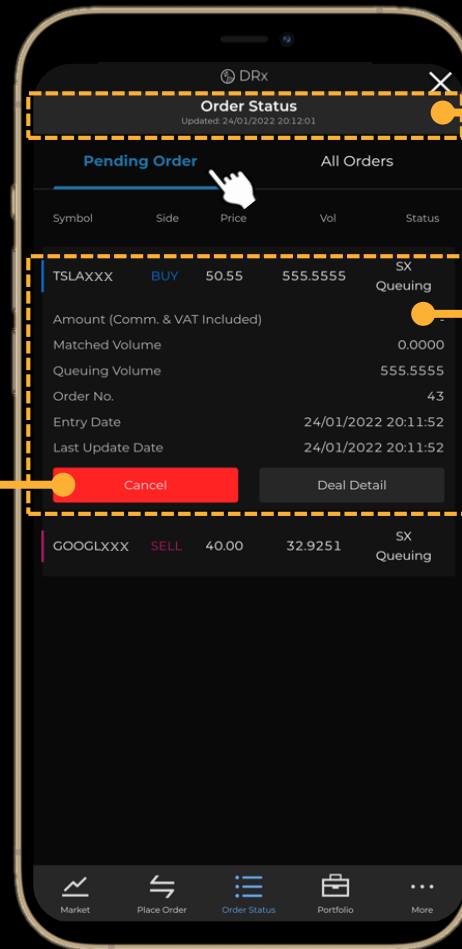 DRx
Order Status
Updated: 24/01/2022 20:12:01
Pending Order All Orders
Symbol Side Price Vol Status
TSLAXXX BUY 50.55 555.5555 SX Queuing
Amount (Comm. & VAT Included) -
Matched Volume 0.0000
Queuing Volume 555.5555
Order No. 43
Entry Date 24/01/2022 20:11:52
Last Update Date 24/01/2022 20:11:52
Cancel Deal Detail
GOOGLXXX SELL 40.00 32.9251 SX Queuing
Market Place Order Order Status Portfolio More